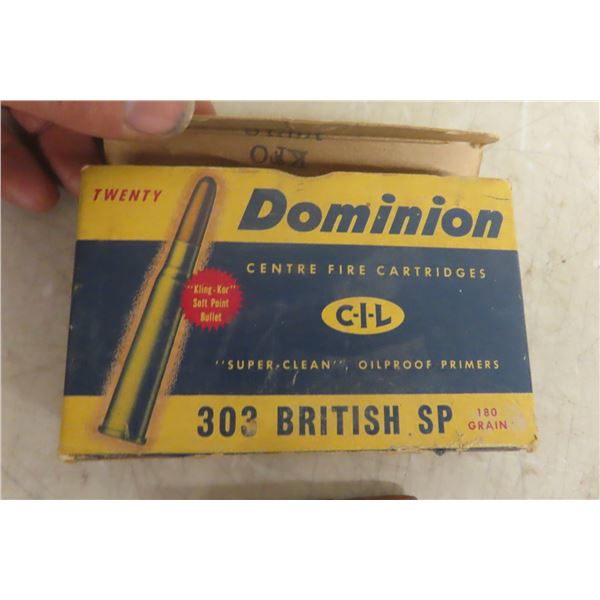 TWENTY
Dominion
CENTRE FIRE CARTRIDGES
"Kling-Kor"
Soft Point
Bullet
C-I-L
"SUPER-CLEAN", OILPROOF PRIMERS
303 BRITISH SP
180
GRAIN